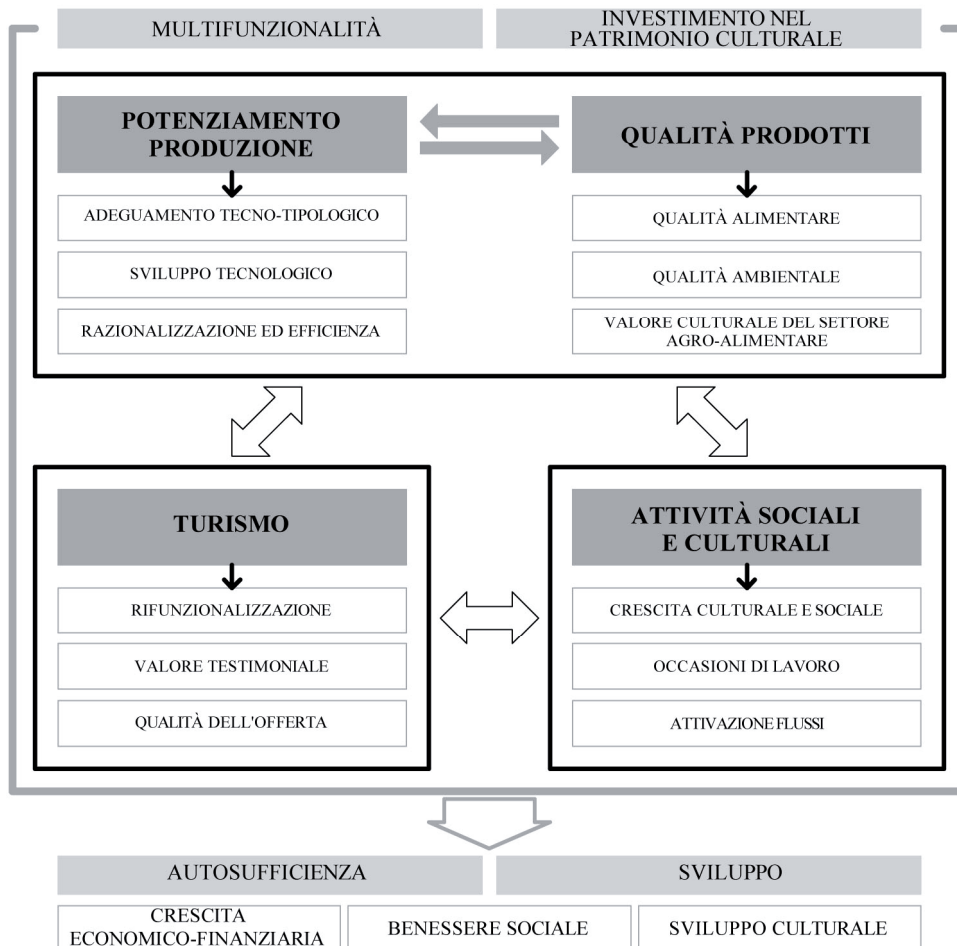 MULTIFUNZIONALITÀ
INVESTIMENTO NEL
PATRIMONIO CULTURALE
POTENZIAMENTO
PRODUZIONE
ADEGUAMENTO TECNO-TIPOLOGICO
SVILUPPO TECNOLOGICO
RAZIONALIZZAZIONE ED EFFICIENZA
QUALITÀ PRODOTTI
QUALITÀ ALIMENTARE
QUALITÀ AMBIENTALE
VALORE CULTURALE DEL SETTORE
AGRO-ALIMENTARE
TURISMO
RIFUNZIONALIZZAZIONE
VALORE TESTIMONIALE
QUALITÀ DELL'OFFERTA
ATTIVITÀ SOCIALI
E CULTURALI
CRESCITA CULTURALE E SOCIALE
OCCASIONI DI LAVORO
ATTIVAZIONE FLUSSI
AUTOSUFFICIENZA
SVILUPPO
CRESCITA
ECONOMICO-FINANZIARIA
BENESSERE SOCIALE
SVILUPPO CULTURALE